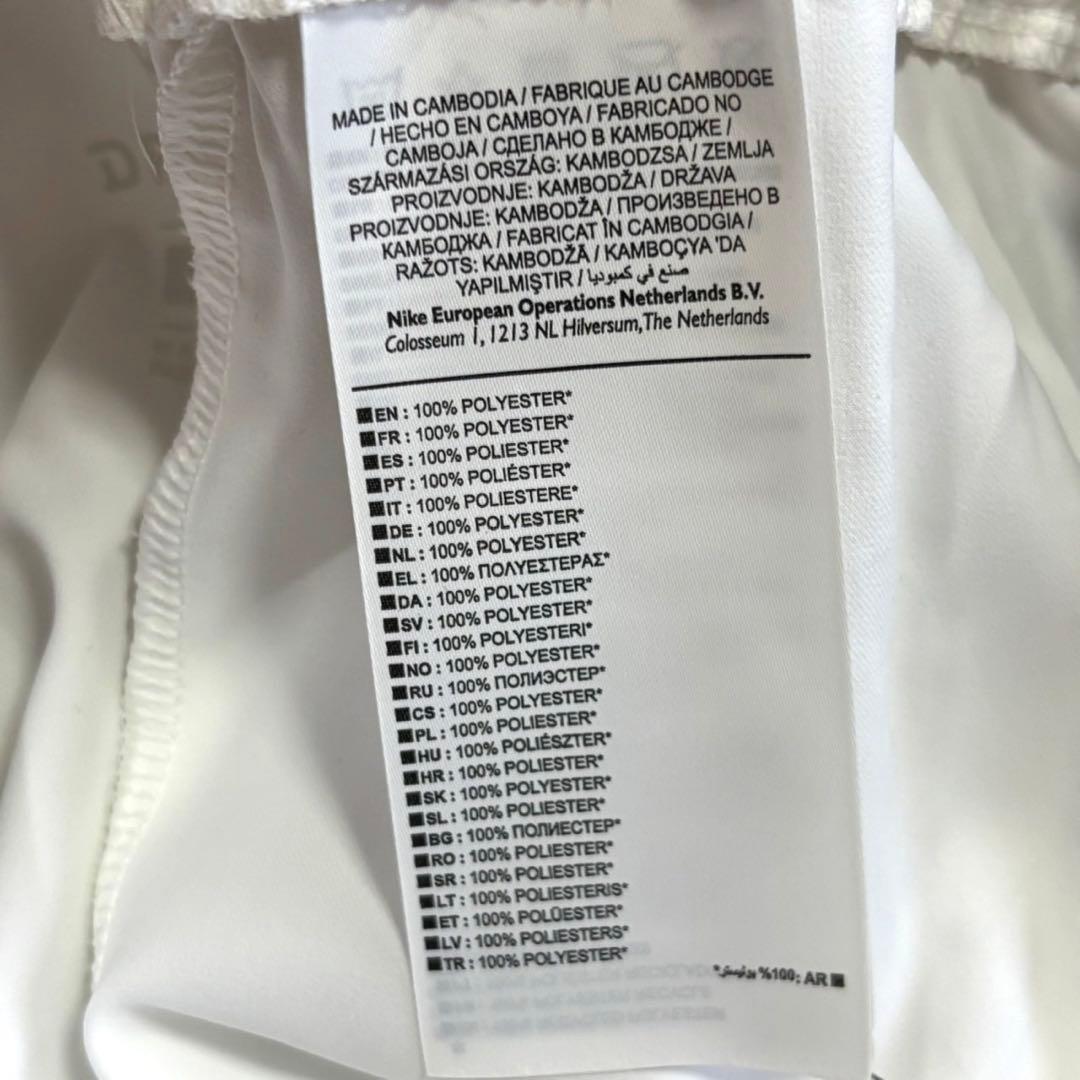 MADE IN CAMBODIA / FABRIQUE AU CAMBODGE
/ HECHO EN CAMBOYA / FABRICADO NO
CAMBOJA / СДЕЛАНО В КАМБОДЖЕ /
SZÁRMAZÁSI ORSZÁG: KAMBODZSA / ZEMLJA
PROIZVODNJE: KAMBODŽA / DRŽAVA
PROIZVODNJE: KAMBODŽA / ПРОИЗВЕДЕНО В
КАМБОДЖА / FABRICAT ÎN CAMBODGIA /
RAŽOTS: KAMBODŽĀ / KAMBOÇYA 'DA
YAPILMIŞTIR / صنع في كمبوديا
Nike European Operations Netherlands B.V.
Colosseum 1, 1213 NL Hilversum, The Netherlands
EN : 100% POLYESTER*
FR : 100% POLYESTER*
ES : 100% POLIESTER*
PT : 100% POLIÉSTER*
IT : 100% POLIESTERE*
DE : 100% POLYESTER*
NL : 100% POLYESTER*
EL : 100% ΠΟΛΥΕΣΤΕΡΑΣ*
DA : 100% POLYESTER*
SV : 100% POLYESTER*
FI : 100% POLYESTERI*
NO : 100% POLYESTER*
RU : 100% ПОЛИЭСТЕР*
CS : 100% POLYESTER*
PL : 100% POLIESTER*
HU : 100% POLIÉSZTER*
HR : 100% POLIESTER*
SK : 100% POLYESTER*
SL : 100% POLIESTER*
BG : 100% ПОЛИЕСТЕР*
RO : 100% POLIESTER*
SR : 100% POLIESTER*
LT : 100% POLIESTERIS*
ET : 100% POLÜESTER*
LV : 100% POLIESTERS*
TR : 100% POLYESTER*
AR :100% بوليستر*